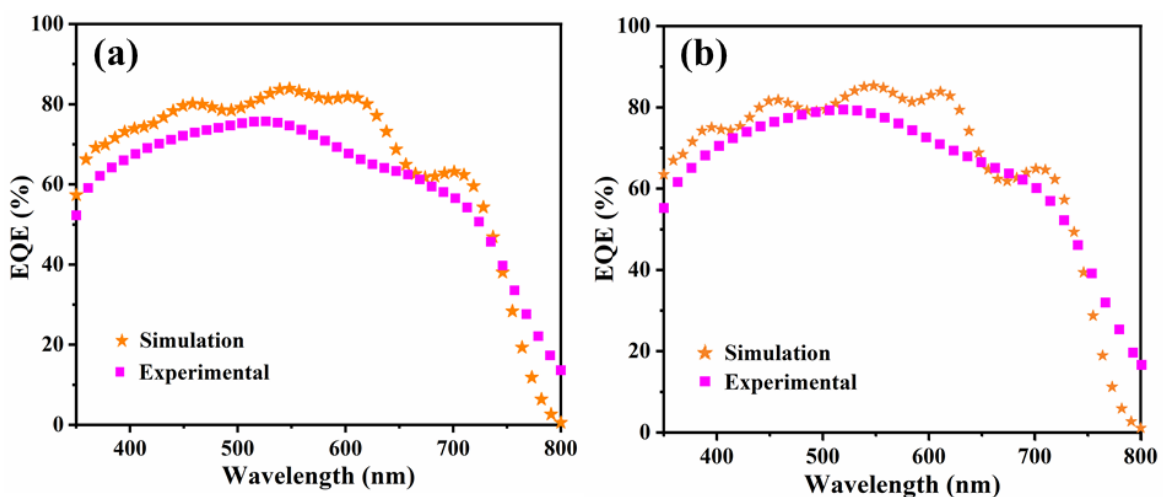 (a)
EQE (%)
100
80
60
40
20
0
Simulation
Experimental
400 500 600 700 800
Wavelength (nm)
(b)
EQE (%)
100
80
60
40
20
0
Simulation
Experimental
400 500 600 700 800
Wavelength (nm)